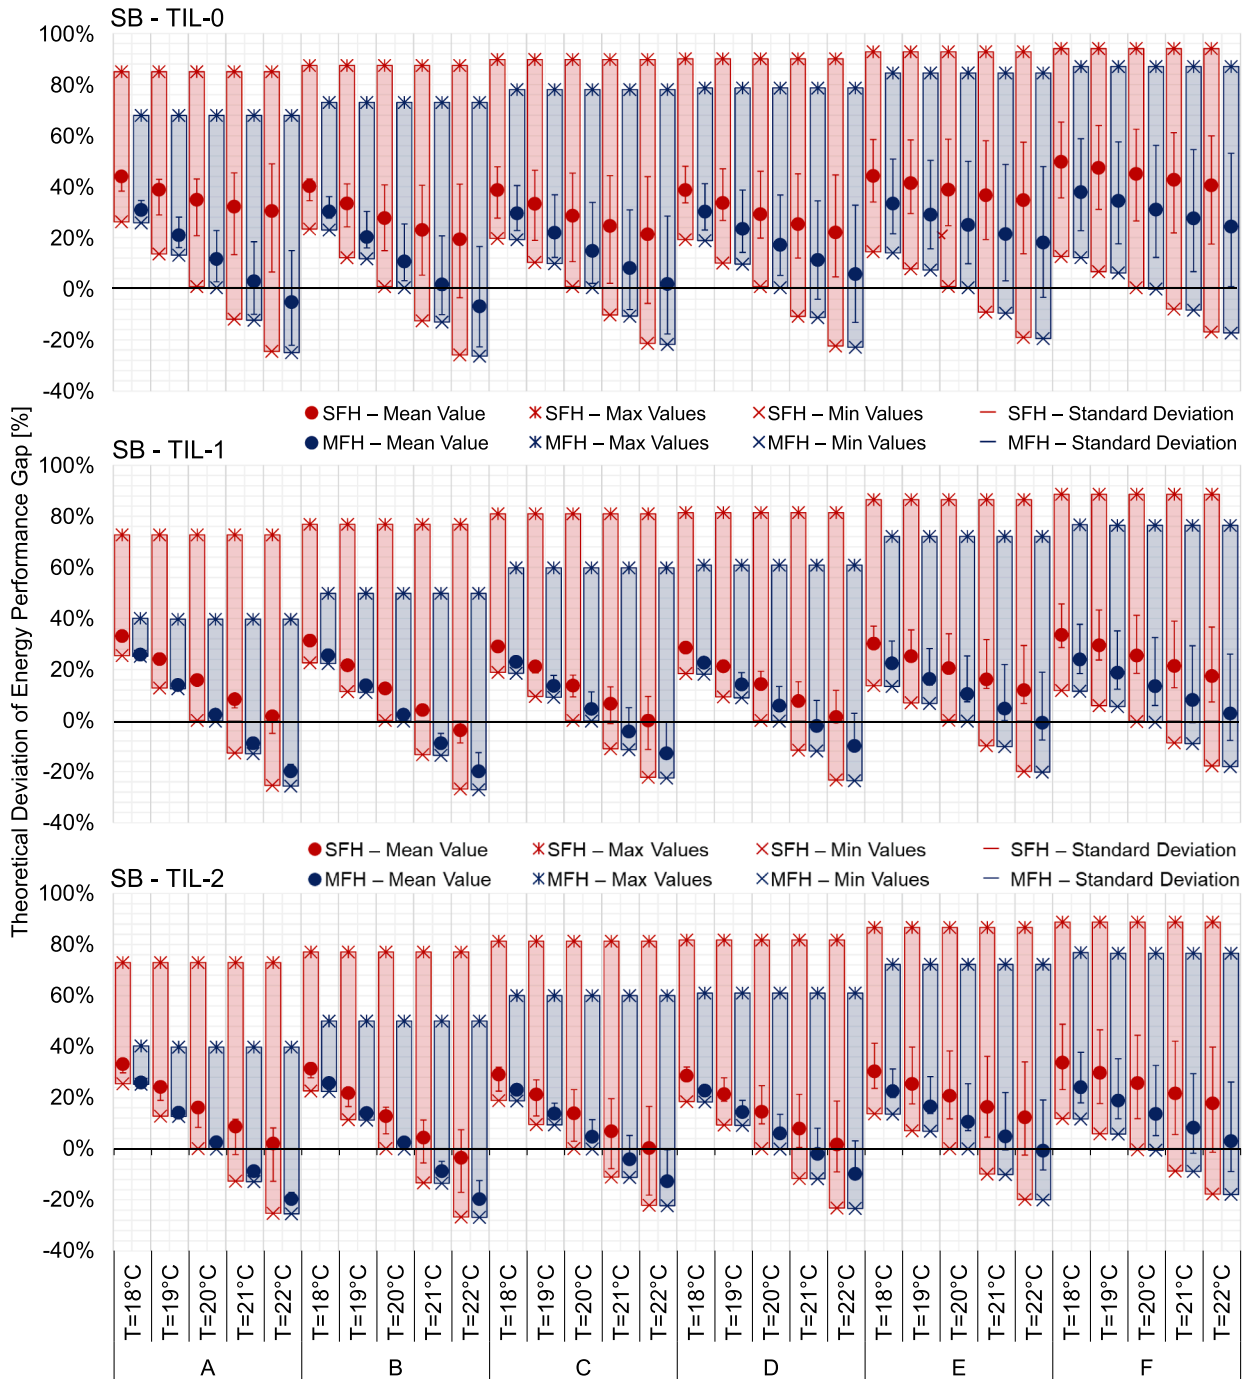 SB - TIL-0
100%
80%
60%
40%
20%
0%
-20%
-40%
SFH – Mean Value
SFH – Max Values
SFH – Min Values
SFH – Standard Deviation
MFH – Mean Value
MFH – Max Values
MFH – Min Values
MFH – Standard Deviation
Theoretical Deviation of Energy Performance Gap [%]
SB - TIL-1
100%
80%
60%
40%
20%
0%
-20%
-40%
SFH – Mean Value
SFH – Max Values
SFH – Min Values
SFH – Standard Deviation
MFH – Mean Value
MFH – Max Values
MFH – Min Values
MFH – Standard Deviation
SB - TIL-2
100%
80%
60%
40%
20%
0%
-20%
-40%
T=18°C
T=19°C
T=20°C
T=21°C
T=22°C
T=18°C
T=19°C
T=20°C
T=21°C
T=22°C
T=18°C
T=19°C
T=20°C
T=21°C
T=22°C
T=18°C
T=19°C
T=20°C
T=21°C
T=22°C
T=18°C
T=19°C
T=20°C
T=21°C
T=22°C
T=18°C
T=19°C
T=20°C
T=21°C
T=22°C
A
B
C
D
E
F